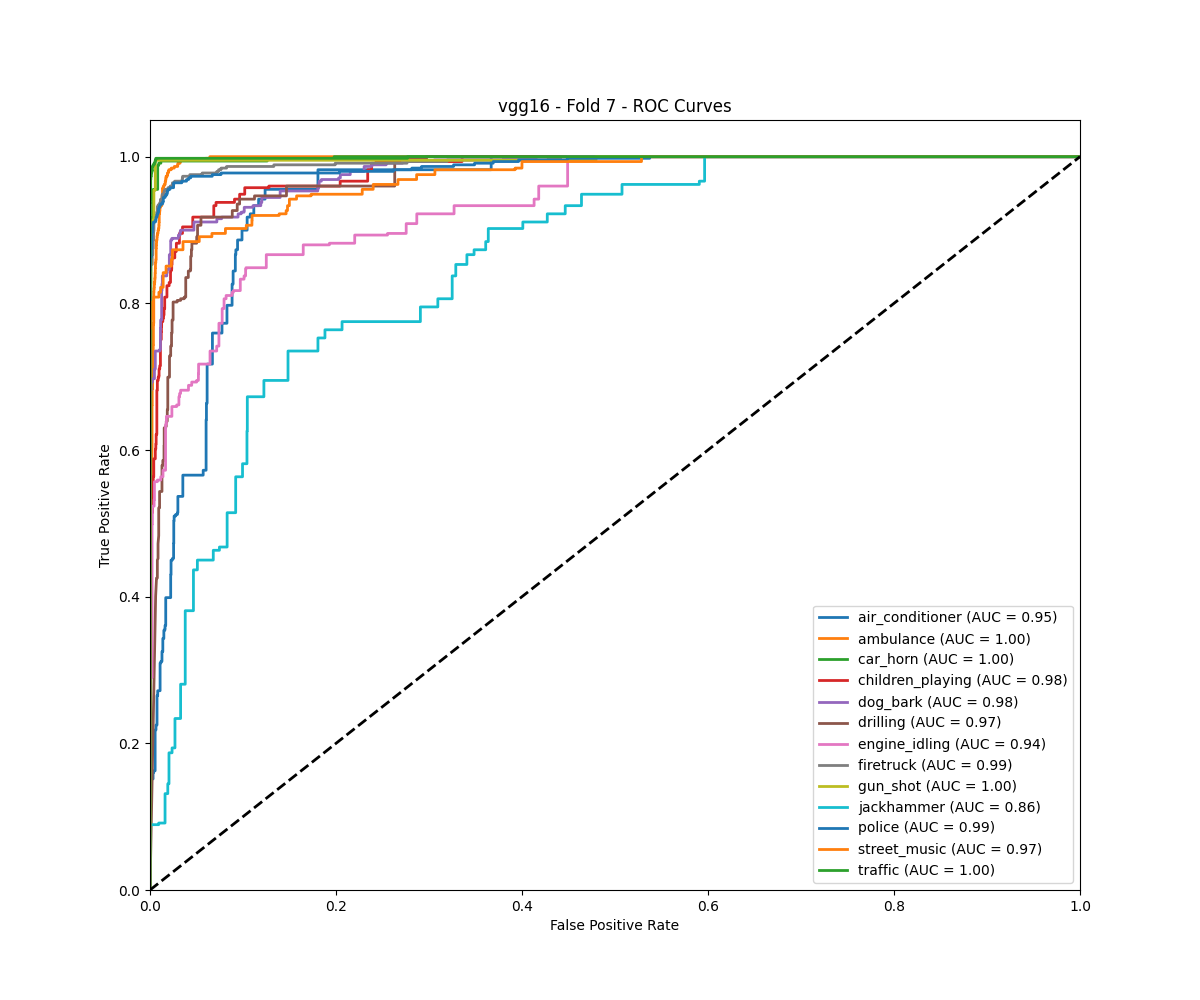 vgg16 - Fold 7 - ROC Curves
1.0
0.8
0.6
0.4
0.2
0.0
True Positive Rate
0.0 0.2 0.4 0.6 0.8 1.0
False Positive Rate
air_conditioner (AUC = 0.95)
ambulance (AUC = 1.00)
car_horn (AUC = 1.00)
children_playing (AUC = 0.98)
dog_bark (AUC = 0.98)
drilling (AUC = 0.97)
engine_idling (AUC = 0.94)
firetruck (AUC = 0.99)
gun_shot (AUC = 1.00)
jackhammer (AUC = 0.86)
police (AUC = 0.99)
street_music (AUC = 0.97)
traffic (AUC = 1.00)